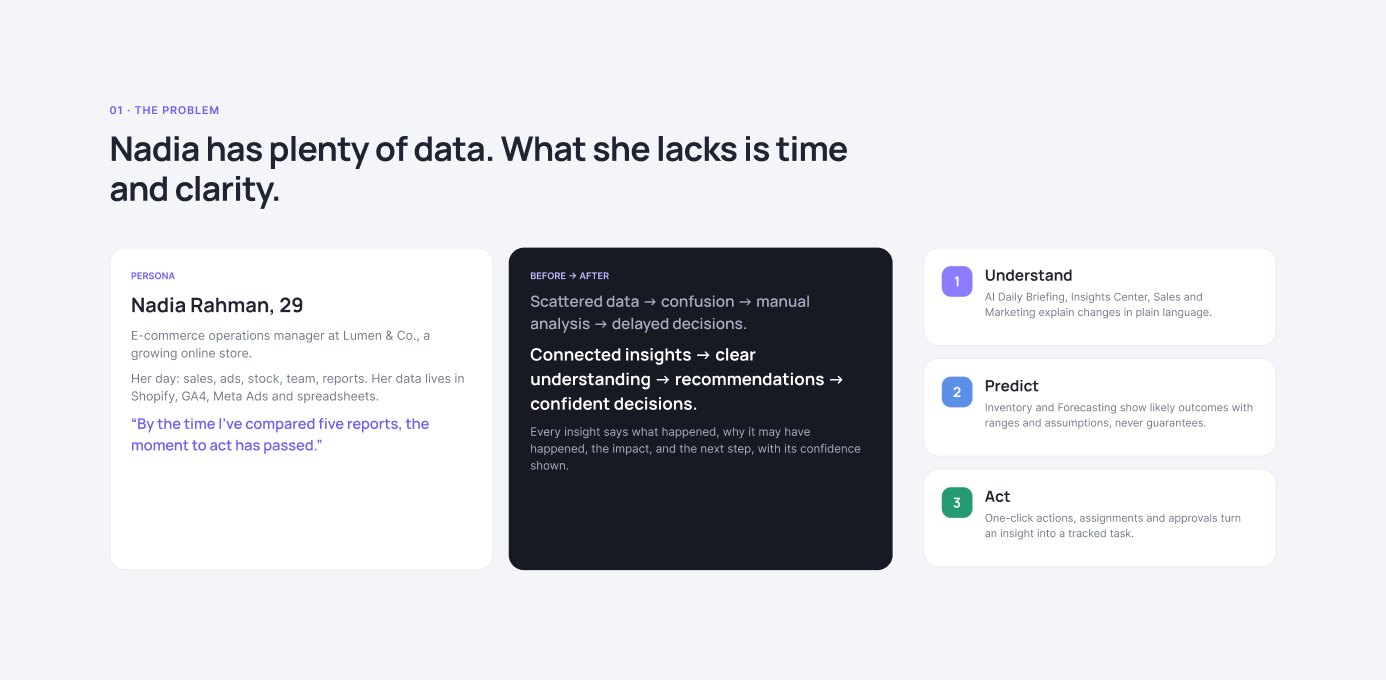 01 · THE PROBLEM
Nadia has plenty of data. What she lacks is time
and clarity.
PERSONA
Nadia Rahman, 29
E-commerce operations manager at Lumen & Co., a
growing online store.
Her day: sales, ads, stock, team, reports. Her data lives in
Shopify, GA4, Meta Ads and spreadsheets.
“By the time I've compared five reports, the
moment to act has passed.”
BEFORE → AFTER
Scattered data → confusion → manual
analysis → delayed decisions.
Connected insights → clear
understanding → recommendations →
confident decisions.
Every insight says what happened, why it may have
happened, the impact, and the next step, with its confidence
shown.
1
Understand
AI Daily Briefing, Insights Center, Sales and
Marketing explain changes in plain language.
2
Predict
Inventory and Forecasting show likely outcomes with
ranges and assumptions, never guarantees.
3
Act
One-click actions, assignments and approvals turn
an insight into a tracked task.